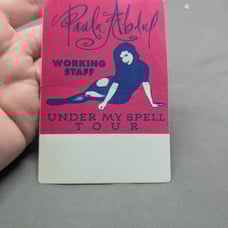 Paula Abdul
WORKING
STAFF
UNDER MY SPELL
TOUR